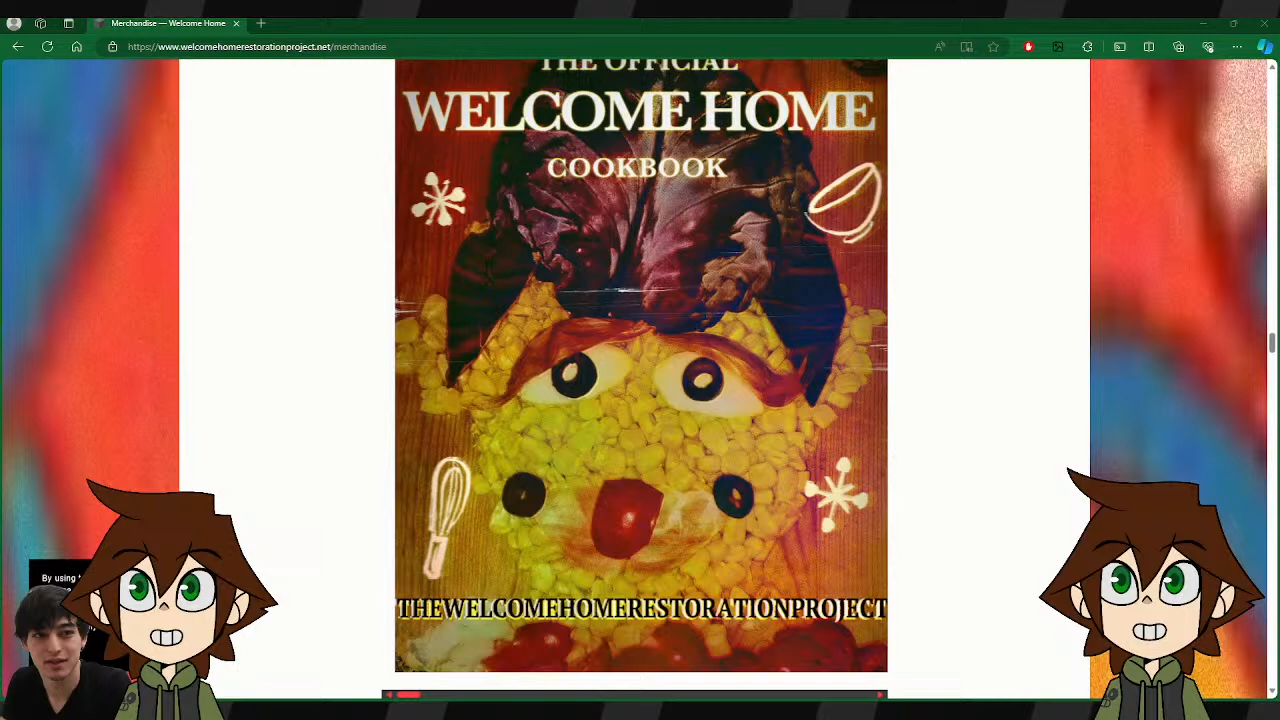 Merchandise — Welcome Home
https://www.welcomehomerestorationproject.net/merchandise
THE OFFICIAL
WELCOME HOME
COOKBOOK
THEWELCOMEHOMERESTORATIONPROJECT
By using